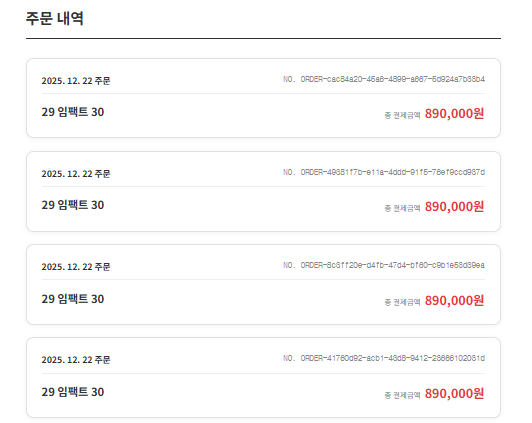 주문 내역
2025. 12. 22 주문
NO. ORDER-cac84a20-45a6-4899-a667-5d924a7b38b4
29 임팩트 30
총 결제금액 890,000원
2025. 12. 22 주문
NO. ORDER-49881f7b-e11a-4ddd-91f5-76ef9ccd987d
29 임팩트 30
총 결제금액 890,000원
2025. 12. 22 주문
NO. ORDER-8c8ff20e-d4fb-47d4-bf60-c9b1e58d39ea
29 임팩트 30
총 결제금액 890,000원
2025. 12. 22 주문
NO. ORDER-41760d92-acb1-48d8-9412-28666102081d
29 임팩트 30
총 결제금액 890,000원